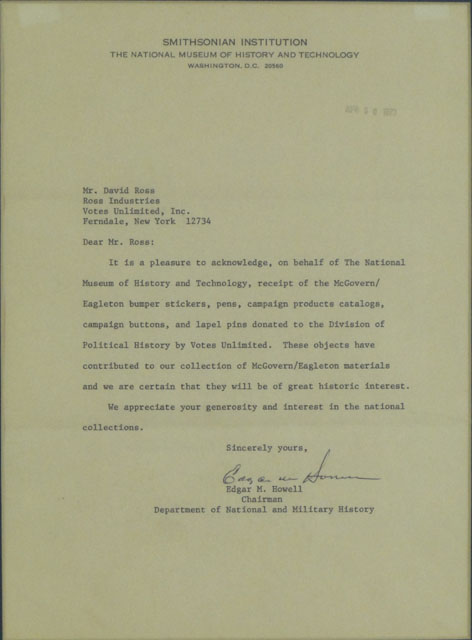 SMITHSONIAN INSTITUTION
THE NATIONAL MUSEUM OF HISTORY AND TECHNOLOGY
WASHINGTON, D.C. 20560
APR
Mr. David Ross
Ross Industries
Votes Unlimited, Inc.
Ferndale, New York 12734
Dear Mr. Ross:
It is a pleasure to acknowledge, on behalf of The National
Museum of History and Technology, receipt of the McGovern/
Eagleton bumper stickers, pens, campaign products catalogs,
campaign buttons, and lapel pins donated to the Division of
Political History by Votes Unlimited. These objects have
contributed to our collection of McGovern/Eagleton materials
and we are certain that they will be of great historic interest.
We appreciate your generosity and interest in the national
collections.
Sincerely yours,
Edgar M. Howell
Chairman
Department of National and Military History